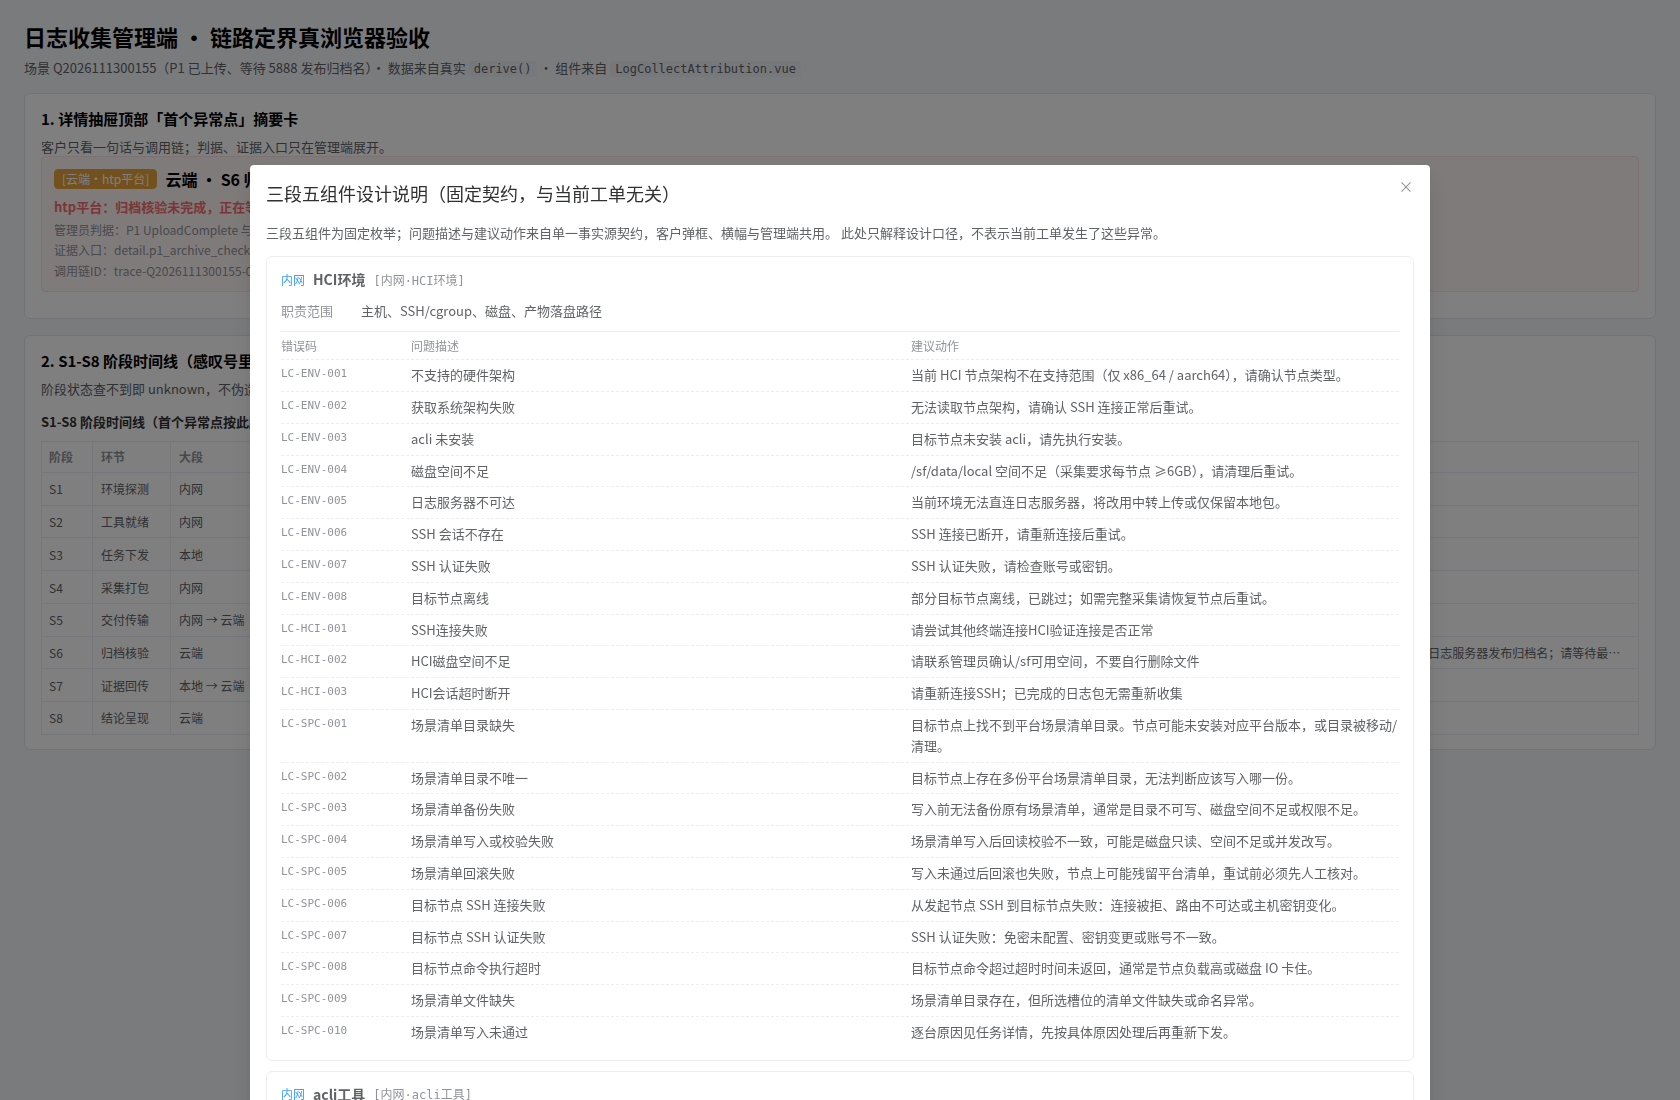 日志收集管理端 · 链路定界真浏览器验收
场景 Q2026111300155（P1 已上传、等待 5888 发布归档名）· 数据来自真实 derive() · 组件来自 LogCollectAttribution.vue
1. 详情抽屉顶部「首个异常点」摘要卡
客户只看一句话与调用链；判据、证据入口只在管理端展开。
[云端·htp平台] 云端 · S6
htp平台：归档核验未完成，正在
管理员判据：P1 UploadComplete 与
证据入口：detail.p1_archive_check
调用链ID：trace-Q2026111300155-
2. S1-S8 阶段时间线（感叹号里
阶段状态查不到即 unknown，不伪
S1-S8 阶段时间线（首个异常点按此
阶段 环节 大段
S1 环境探测 内网
S2 工具就绪 内网
S3 任务下发 本地
S4 采集打包 内网
S5 交付传输 内网 → 云端
S6 归档核验 云端 日志服务器发布归档名；请等待最…
S7 证据回传 本地 → 云端
S8 结论呈现 云端
三段五组件设计说明（固定契约，与当前工单无关）
三段五组件为固定枚举；问题描述与建议动作来自单一事实源契约，客户弹框、横幅与管理端共用。 此处只解释设计口径，不表示当前工单发生了这些异常。
内网 HCI环境 [内网·HCI环境]
职责范围 主机、SSH/cgroup、磁盘、产物落盘路径
错误码 问题描述 建议动作
LC-ENV-001 不支持的硬件架构 当前 HCI 节点架构不在支持范围（仅 x86_64 / aarch64），请确认节点类型。
LC-ENV-002 获取系统架构失败 无法读取节点架构，请确认 SSH 连接正常后重试。
LC-ENV-003 acli 未安装 目标节点未安装 acli，请先执行安装。
LC-ENV-004 磁盘空间不足 /sf/data/local 空间不足（采集要求每节点 ≥6GB），请清理后重试。
LC-ENV-005 日志服务器不可达 当前环境无法直连日志服务器，将改用中转上传或仅保留本地包。
LC-ENV-006 SSH 会话不存在 SSH 连接已断开，请重新连接后重试。
LC-ENV-007 SSH 认证失败 SSH 认证失败，请检查账号或密钥。
LC-ENV-008 目标节点离线 部分目标节点离线，已跳过；如需完整采集请恢复节点后重试。
LC-HCI-001 SSH连接失败 请尝试其他终端连接HCI验证连接是否正常
LC-HCI-002 HCI磁盘空间不足 请联系管理员确认/sf可用空间，不要自行删除文件
LC-HCI-003 HCI会话超时断开 请重新连接SSH；已完成的日志包无需重新收集
LC-SPC-001 场景清单目录缺失 目标节点上找不到平台场景清单目录。节点可能未安装对应平台版本，或目录被移动/
清理。
LC-SPC-002 场景清单目录不唯一 目标节点上存在多份平台场景清单目录，无法判断应该写入哪一份。
LC-SPC-003 场景清单备份失败 写入前无法备份原有场景清单，通常是目录不可写、磁盘空间不足或权限不足。
LC-SPC-004 场景清单写入或校验失败 场景清单写入后回读校验不一致，可能是磁盘只读、空间不足或并发改写。
LC-SPC-005 场景清单回滚失败 写入未通过后回滚也失败，节点上可能残留平台清单，重试前必须先人工核对。
LC-SPC-006 目标节点 SSH 连接失败 从发起节点 SSH 到目标节点失败：连接被拒、路由不可达或主机密钥变化。
LC-SPC-007 目标节点 SSH 认证失败 SSH 认证失败：免密未配置、密钥变更或账号不一致。
LC-SPC-008 目标节点命令执行超时 目标节点命令超过超时时间未返回，通常是节点负载高或磁盘 IO 卡住。
LC-SPC-009 场景清单文件缺失 场景清单目录存在，但所选槽位的清单文件缺失或命名异常。
LC-SPC-010 场景清单写入未通过 逐台原因见任务详情，先按具体原因处理后再重新下发。
内网 acli工具 [内网·acli工具]